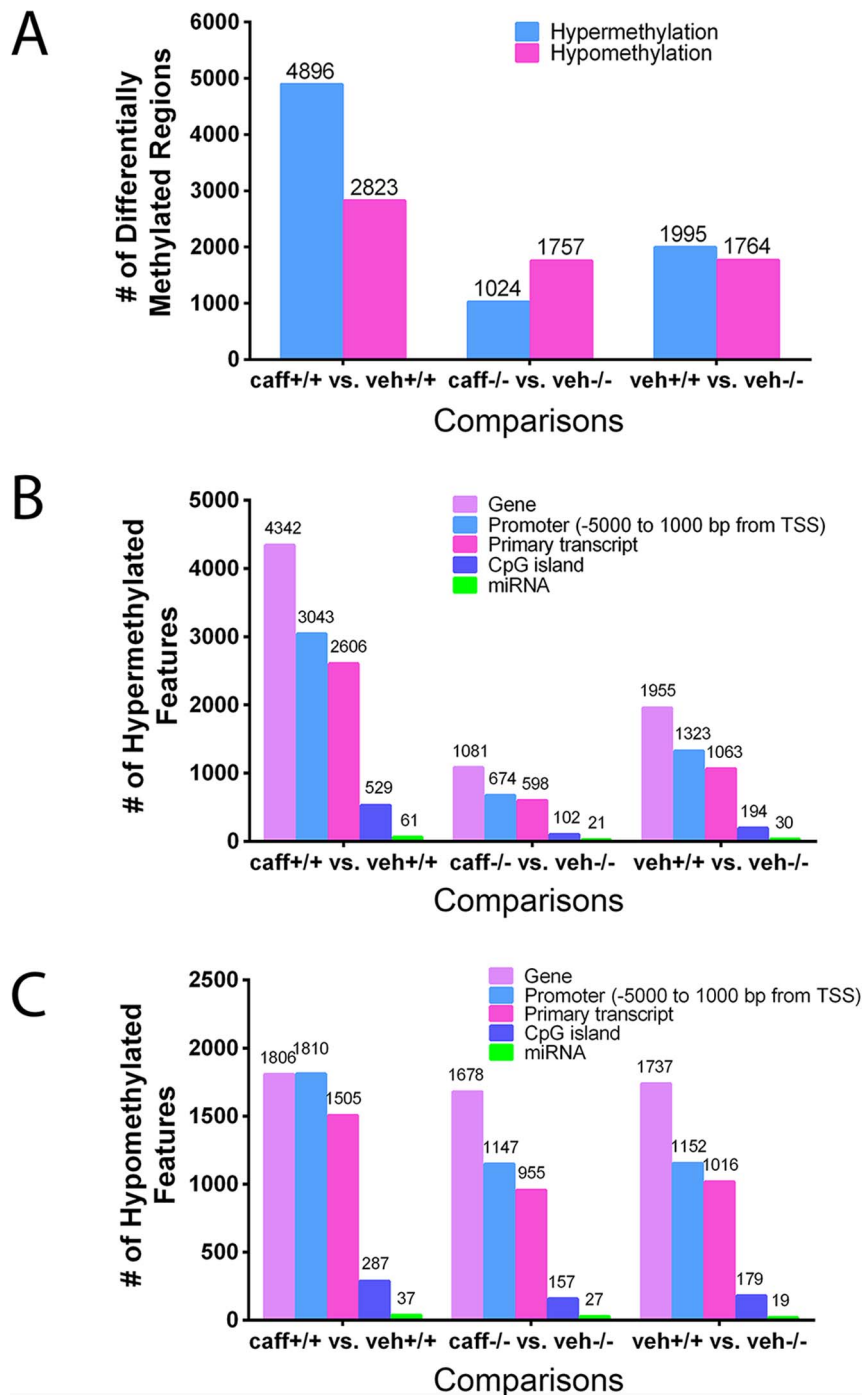 A
# of Differentially
Methylated Regions
6000
5000
4000
3000
2000
1000
0
Hypermethylation
Hypomethylation
4896
2823
1024
1757
1995
1764
caff+/+ vs. veh+/+
caff-/- vs. veh-/-
veh+/+ vs. veh-/-
Comparisons
B
# of Hypermethylated
Features
5000
4000
3000
2000
1000
0
Gene
Promoter (-5000 to 1000 bp from TSS)
Primary transcript
CpG island
miRNA
4342
3043
2606
529
61
1081
674
598
102
21
1955
1323
1063
194
30
caff+/+ vs. veh+/+
caff-/- vs. veh-/-
veh+/+ vs. veh-/-
Comparisons
C
# of Hypomethylated
Features
2500
2000
1500
1000
500
0
Gene
Promoter (-5000 to 1000 bp from TSS)
Primary transcript
CpG island
miRNA
1806
1810
1505
287
37
1678
1147
955
157
27
1737
1152
1016
179
19
caff+/+ vs. veh+/+
caff-/- vs. veh-/-
veh+/+ vs. veh-/-
Comparisons